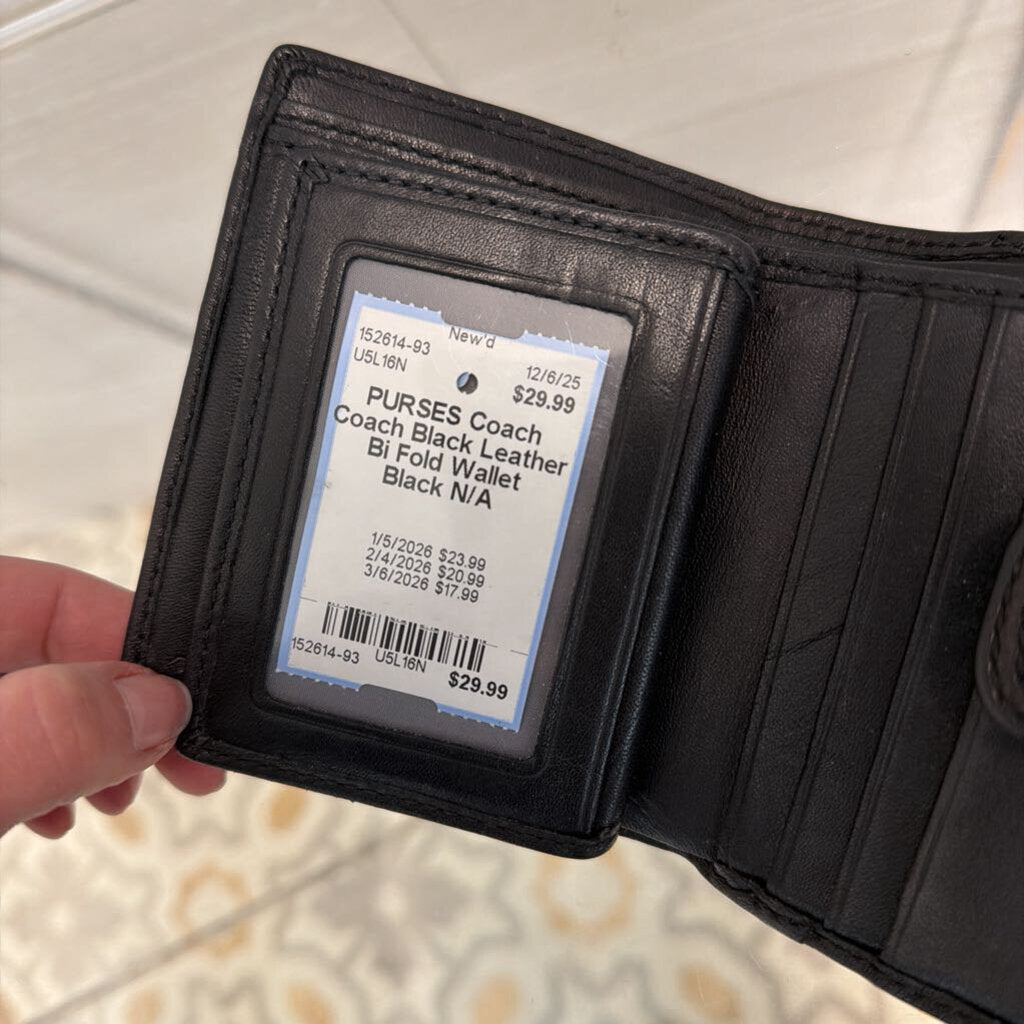 New'd
152614-93
12/6/25
U5L16N
$29.99
PURSES Coach
Coach Black Leather
Bi Fold Wallet
Black N/A
1/5/2026 $23.99
2/4/2026 $20.99
3/6/2026 $17.99
152614-93 U5L16N
$29.99